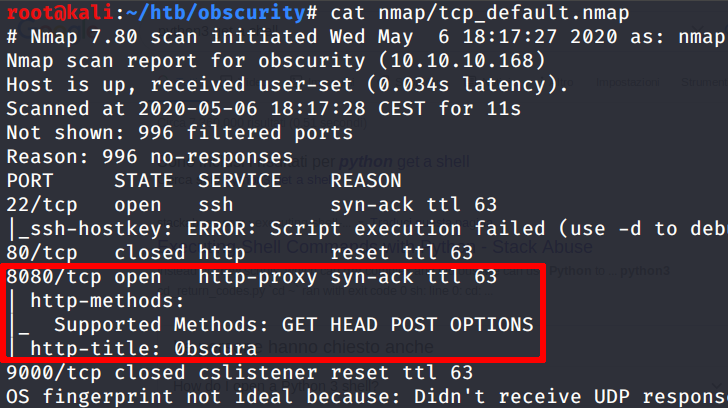 root@kali:~/htb/obscurity# cat nmap/tcp_default.nmap
# Nmap 7.80 scan initiated Wed May  6 18:17:27 2020 as: nmap
Nmap scan report for obscurity (10.10.10.168)
Host is up, received user-set (0.034s latency).
Scanned at 2020-05-06 18:17:28 CEST for 11s
Not shown: 996 filtered ports
Reason: 996 no-responses
PORT     STATE  SERVICE    REASON
22/tcp   open   ssh        syn-ack ttl 63
|_ssh-hostkey: ERROR: Script execution failed (use -d to debu
80/tcp   closed http       reset ttl 63
8080/tcp open   http-proxy syn-ack ttl 63
| http-methods:
|_  Supported Methods: GET HEAD POST OPTIONS
| http-title: 0bscura
9000/tcp closed cslistener reset ttl 63
OS fingerprint not ideal because: Didn't receive UDP respons